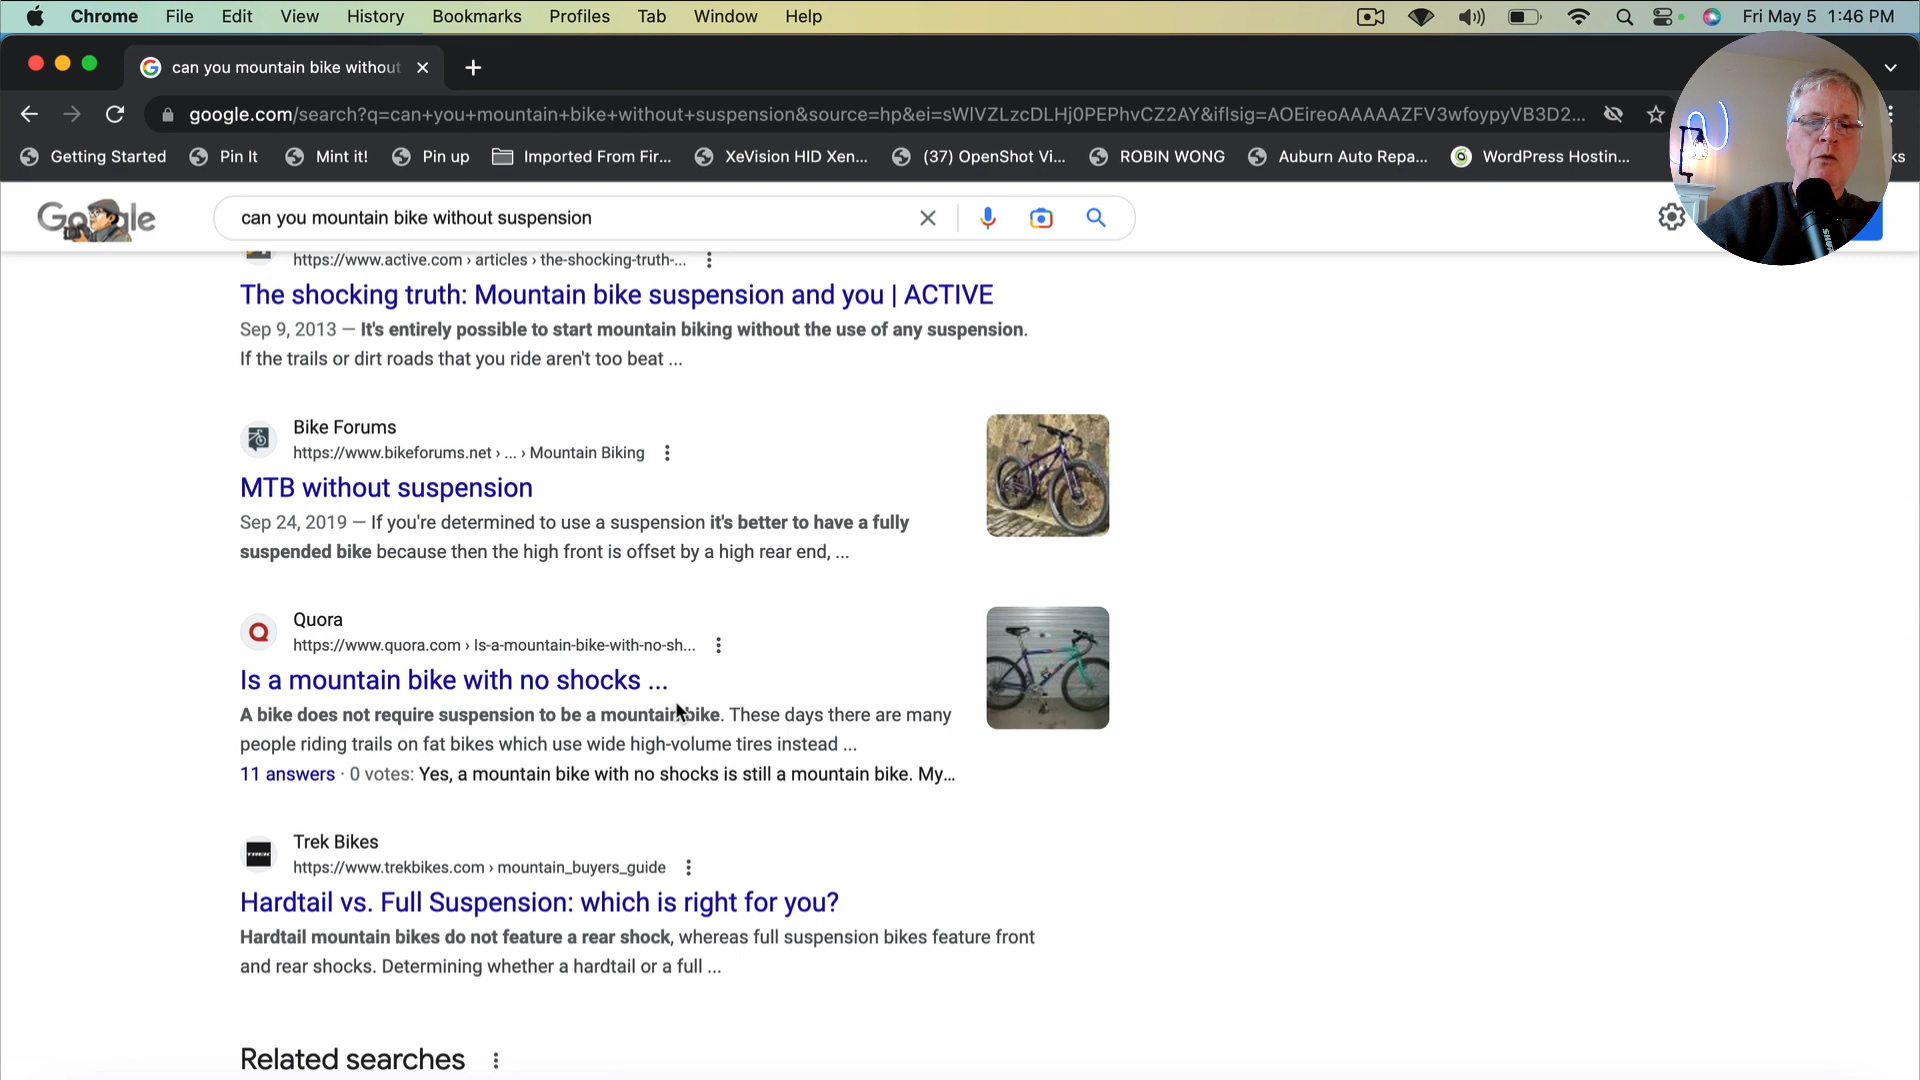 Chrome File Edit View History Bookmarks Profiles Tab Window Help Fri May 5 1:46 PM
can you mountain bike without
google.com/search?q=can+you+mountain+bike+without+suspension&source=hp&ei=sWlVZLzcDLHj0PEPhvCZ2AY&iflsig=AOEireoAAAAAZFV3wfoypyVB3D2...
Getting Started Pin It Mint it! Pin up Imported From Fir... XeVision HID Xen... (37) OpenShot Vi... ROBIN WONG Auburn Auto Repa... WordPress Hostin... ks
Google can you mountain bike without suspension
https://www.active.com › articles › the-shocking-truth-...
The shocking truth: Mountain bike suspension and you | ACTIVE
Sep 9, 2013 — It's entirely possible to start mountain biking without the use of any suspension.
If the trails or dirt roads that you ride aren't too beat ...
Bike Forums
https://www.bikeforums.net › ... › Mountain Biking
MTB without suspension
Sep 24, 2019 — If you're determined to use a suspension it's better to have a fully
suspended bike because then the high front is offset by a high rear end, ...
Quora
https://www.quora.com › Is-a-mountain-bike-with-no-sh...
Is a mountain bike with no shocks ...
A bike does not require suspension to be a mountain bike. These days there are many
people riding trails on fat bikes which use wide high-volume tires instead ...
11 answers · 0 votes: Yes, a mountain bike with no shocks is still a mountain bike. My...
Trek Bikes
https://www.trekbikes.com › mountain_buyers_guide
Hardtail vs. Full Suspension: which is right for you?
Hardtail mountain bikes do not feature a rear shock, whereas full suspension bikes feature front
and rear shocks. Determining whether a hardtail or a full ...
Related searches